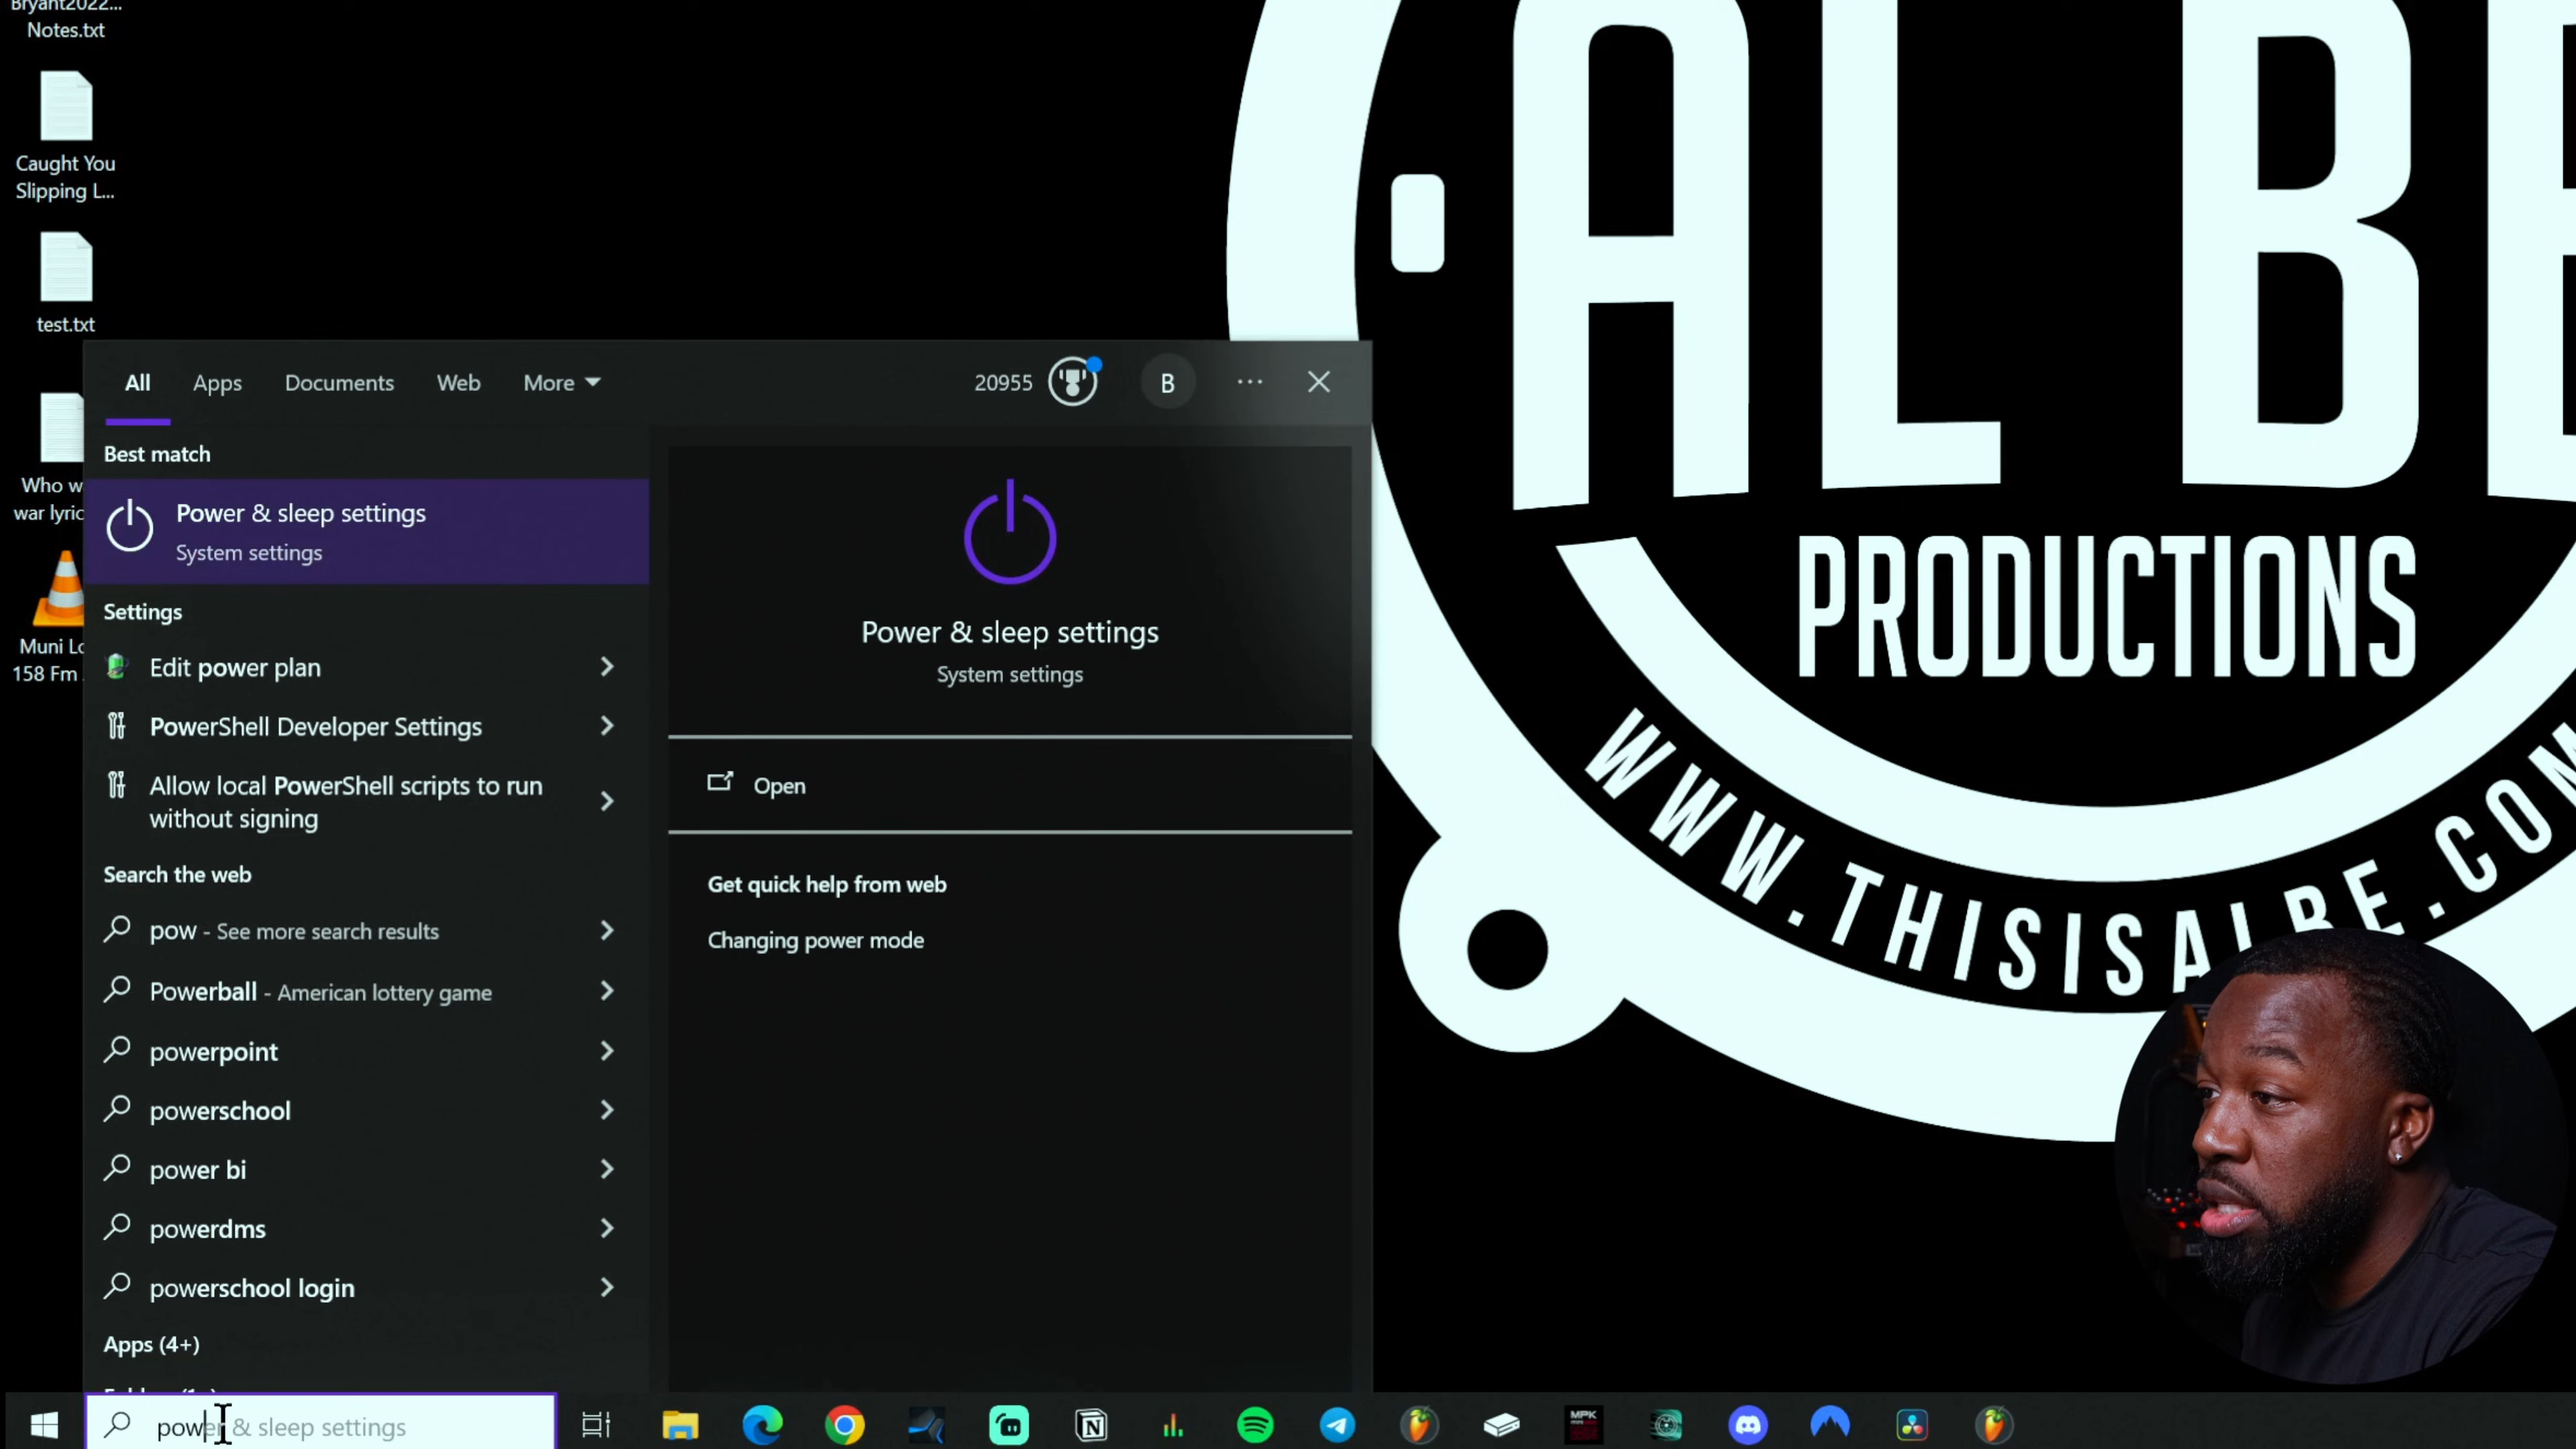 Bryant2022...
Notes.txt
Caught You
Slipping L...
test.txt
Who w
war lyric
Muni Lo
158 Fm
AL BE
PRODUCTIONS
WWW.THISISALBE.COM
All
Apps
Documents
Web
More
20955
B
Best match
Power & sleep settings
System settings
Settings
Edit power plan
PowerShell Developer Settings
Allow local PowerShell scripts to run
without signing
Search the web
pow - See more search results
Powerball - American lottery game
powerpoint
powerschool
power bi
powerdms
powerschool login
Apps (4+)
Power & sleep settings
System settings
Open
Get quick help from web
Changing power mode
power & sleep settings
MPK